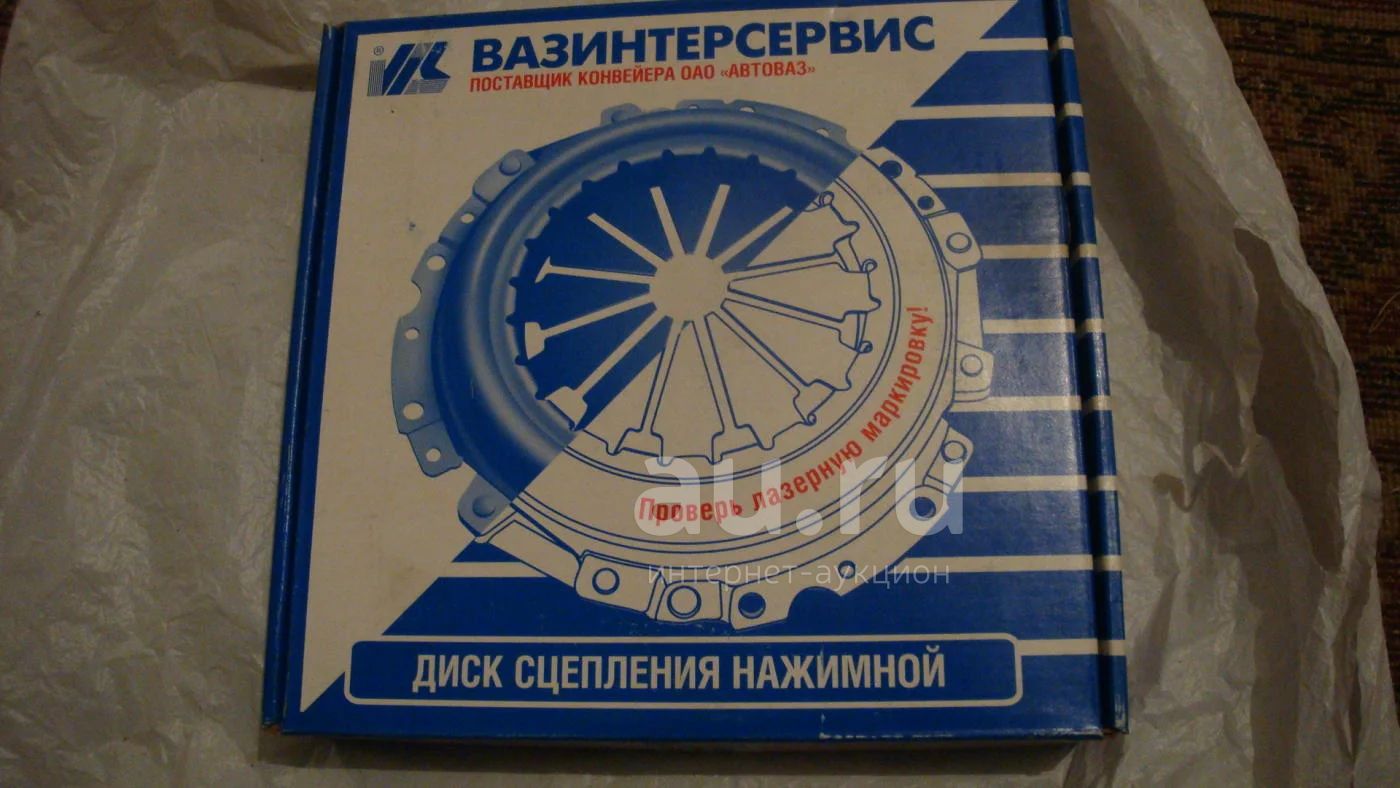 ВАЗИНТЕРСЕРВИС
ПОСТАВЩИК КОНВЕЙЕРА ОАО «АВТОВАЗ»
Проверь лазерную маркировку!
au.ru
интернет-аукцион
ДИСК СЦЕПЛЕНИЯ НАЖИМНОЙ